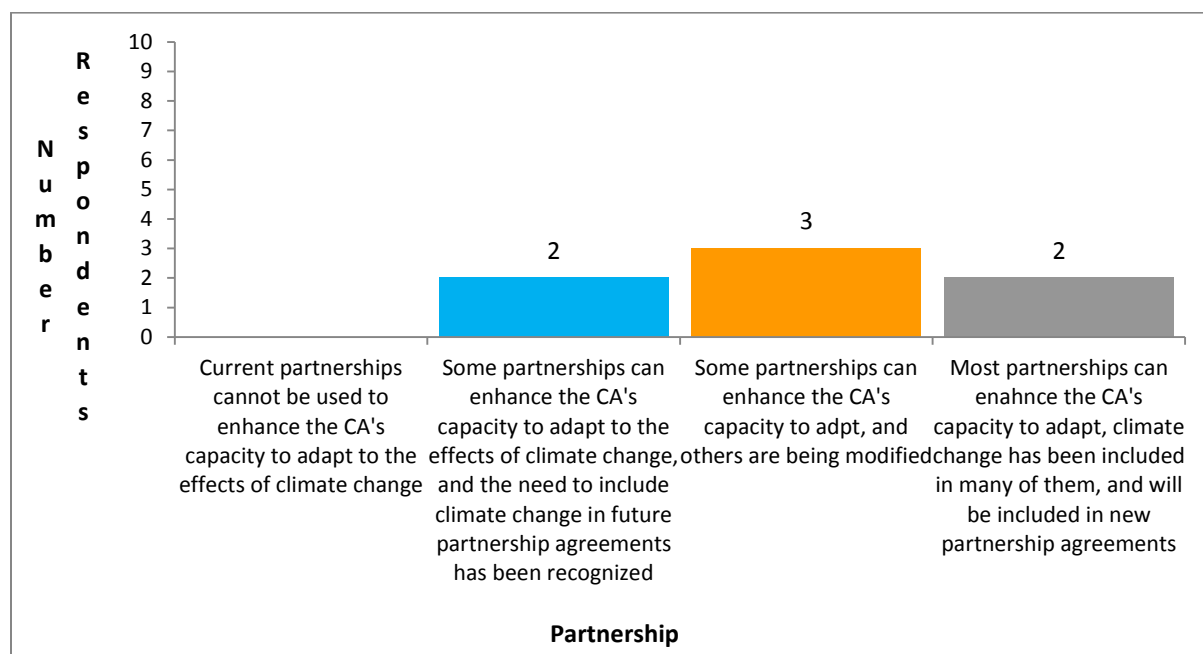 Number
Respondents
10
9
8
7
6
5
4
3
2
1
0
2
3
2
Current partnerships
cannot be used to
enhance the CA's
capacity to adapt to the
effects of climate change
Some partnerships can
enhance the CA's
capacity to adapt to the
effects of climate change,
and the need to include
climate change in future
partnership agreements
has been recognized
Some partnerships can
enhance the CA's
capacity to adpt, and
others are being modified
Most partnerships can
enahnce the CA's
capacity to adapt, climate
change has been included
in many of them, and will
be included in new
partnership agreements
Partnership